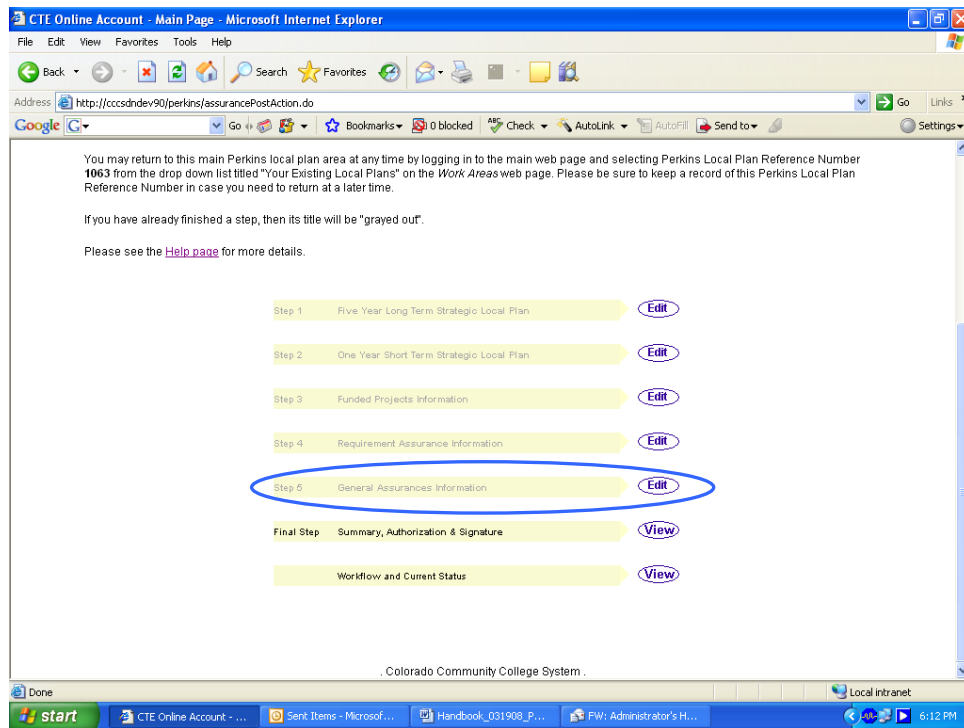 CTE Online Account - Main Page - Microsoft Internet Explorer
File Edit View Favorites Tools Help
Back Search Favorites
Address http://cccsdndev90/perkins/assurancePostAction.do Go Links
Google G Go Bookmarks 0 blocked ABC Check AutoLink AutoFill Send to Settings
You may return to this main Perkins local plan area at any time by logging in to the main web page and selecting Perkins Local Plan Reference Number
1063 from the drop down list titled "Your Existing Local Plans" on the Work Areas web page. Please be sure to keep a record of this Perkins Local Plan
Reference Number in case you need to return at a later time.
If you have already finished a step, then its title will be "grayed out".
Please see the Help page for more details.
Step 1 Five Year Long Term Strategic Local Plan Edit
Step 2 One Year Short Term Strategic Local Plan Edit
Step 3 Funded Projects Information Edit
Step 4 Requirement Assurance Information Edit
Step 5 General Assurances Information Edit
Final Step Summary, Authorization & Signature View
Workflow and Current Status View
. Colorado Community College System .
Done Local intranet
start CTE Online Account - ... Sent Items - Microsof... Handbook_031908_P... FW: Administrator's H... 6:12 PM